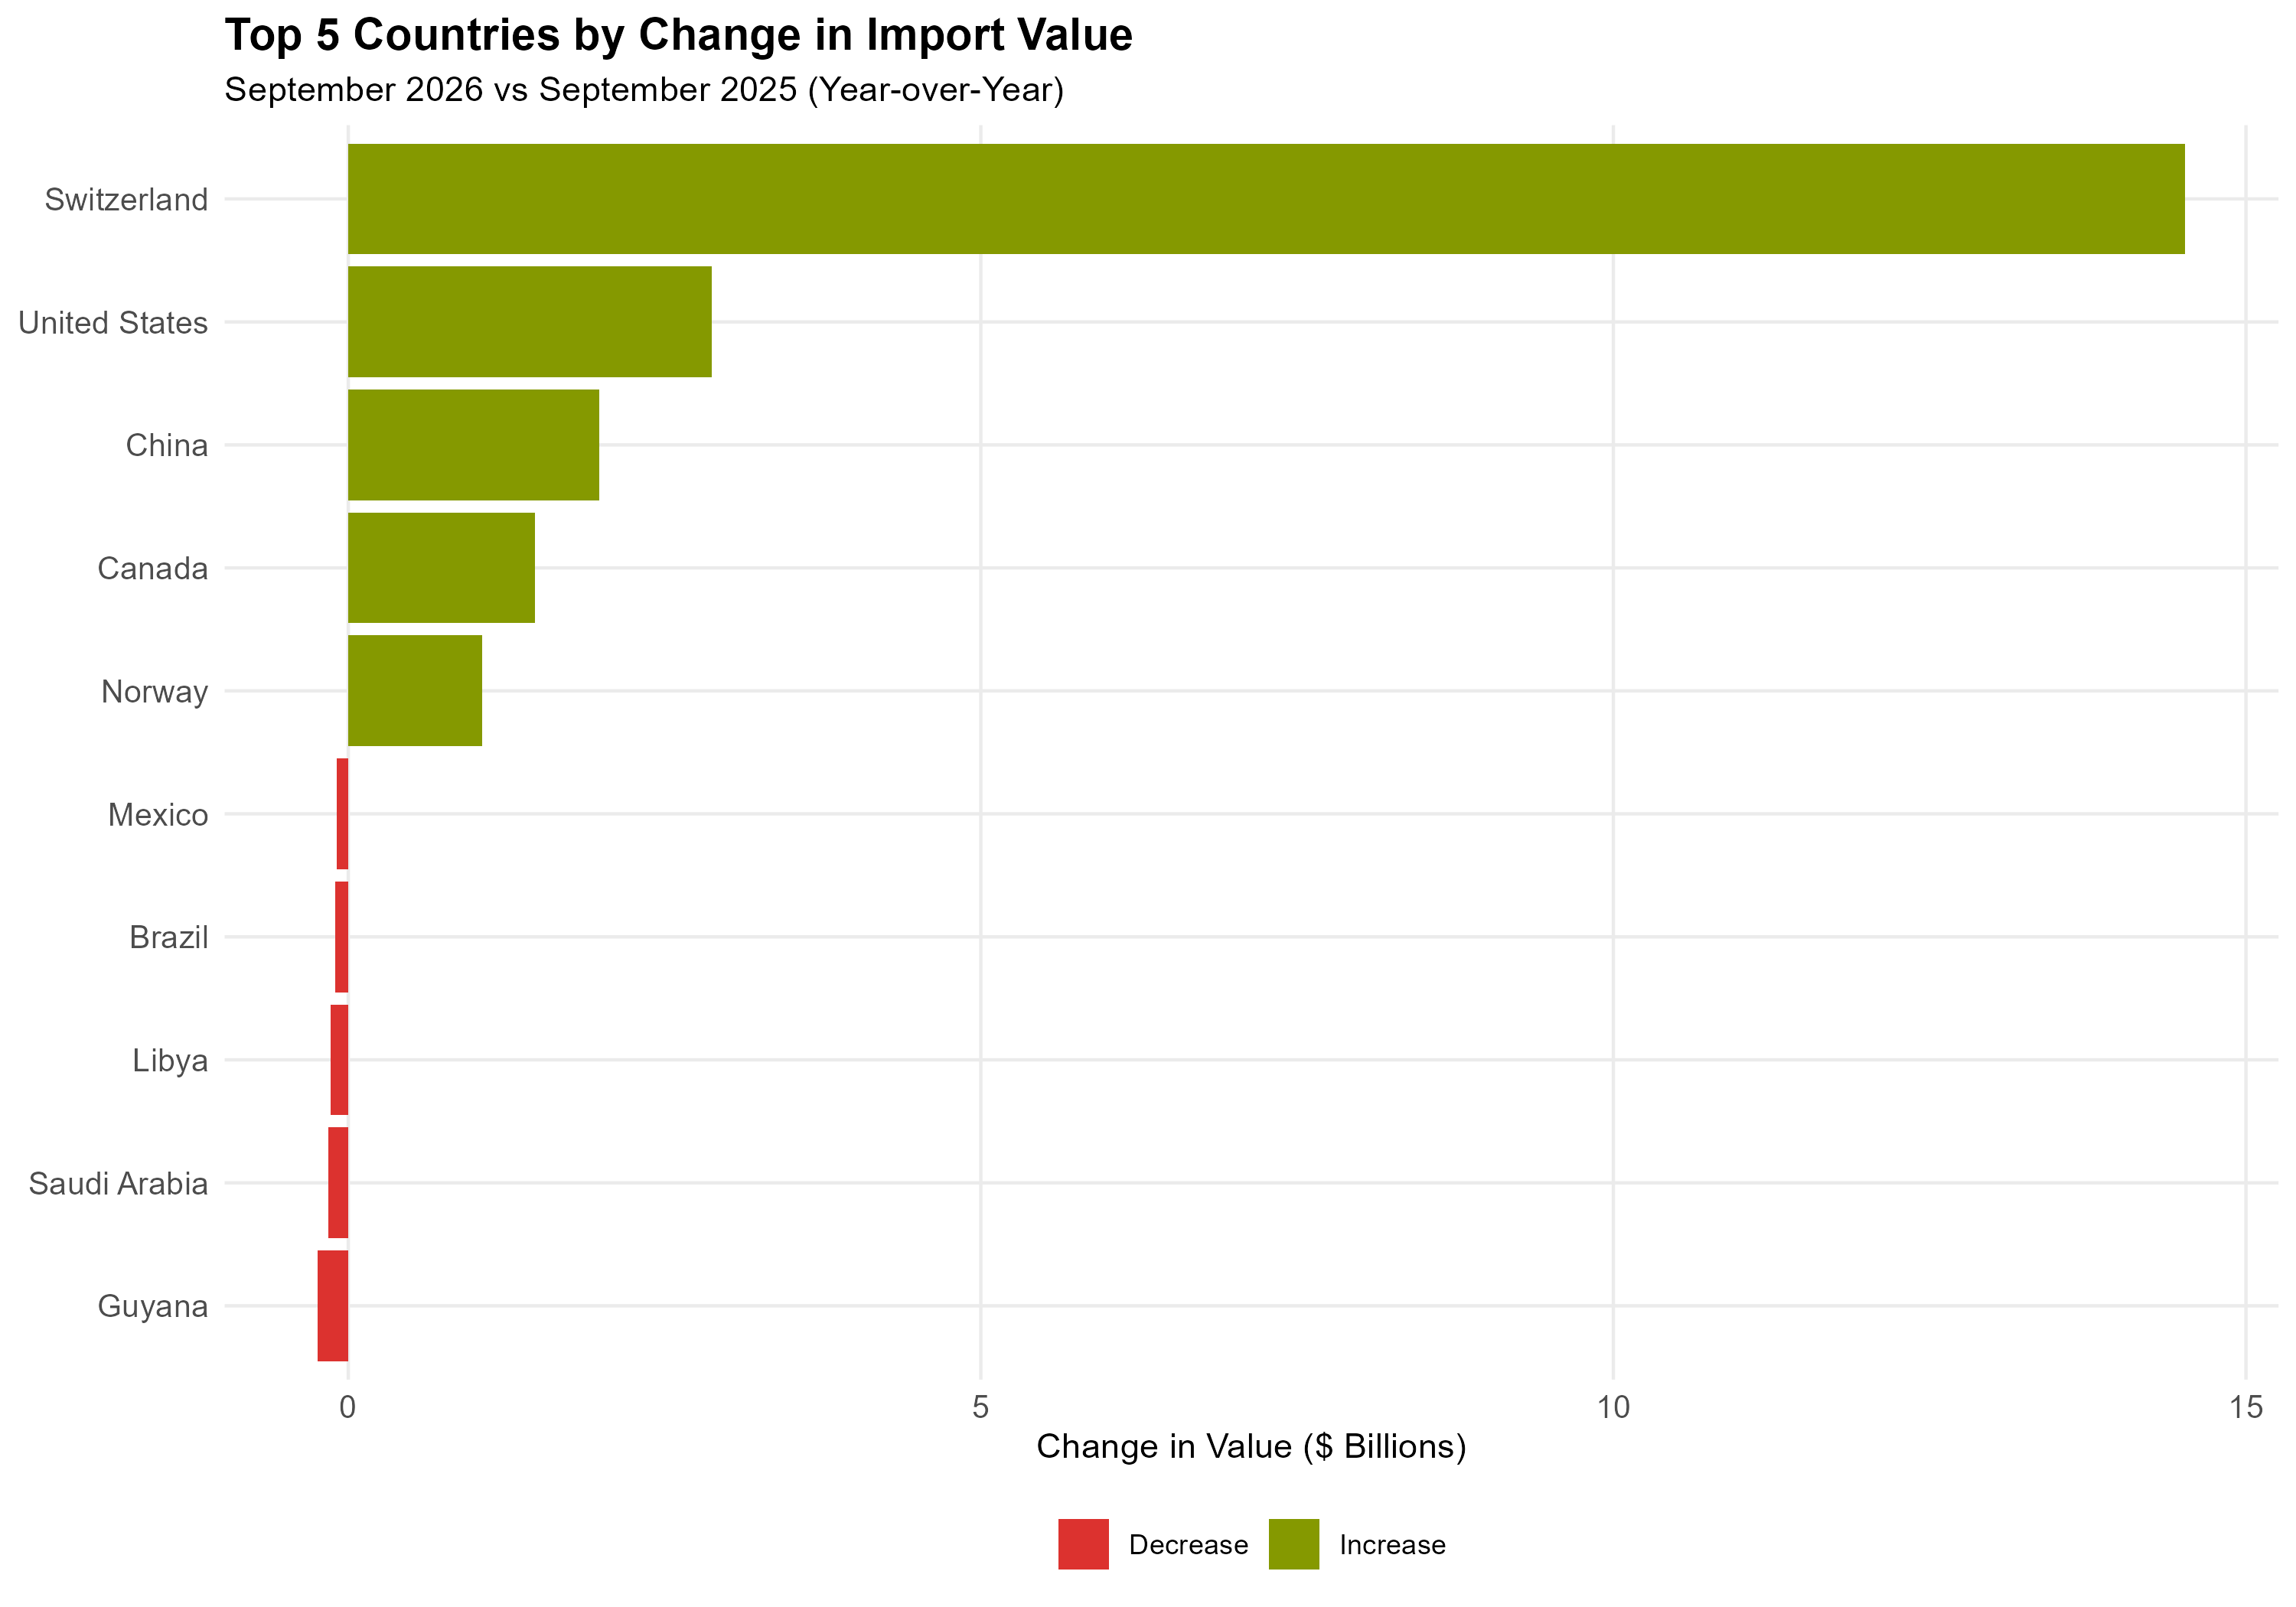 Top 5 Countries by Change in Import Value
September 2026 vs September 2025 (Year-over-Year)
Switzerland
United States
China
Canada
Norway
Mexico
Brazil
Libya
Saudi Arabia
Guyana
0 5 10 15
Change in Value ($ Billions)
Decrease Increase